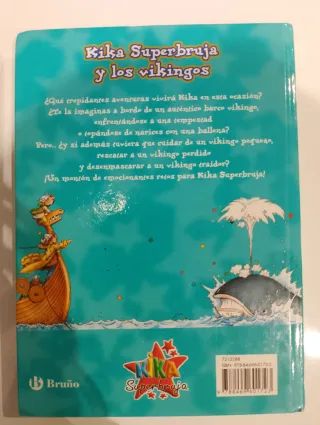 Kika Superbruja
y los vikingos
¿Qué trepidantes aventuras vivirá Kika en esta ocasión?
¿Te la imaginas a bordo de un auténtico barco vikingo,
enfrentándose a una tempestad
o topándose de narices con una ballena?
Pero... ¿y si además tuviera que cuidar de un vikingo pequeño,
rescatar a un vikingo perdido
y desenmascarar a un vikingo traidor?
¡Un montón de emocionantes retos para Kika Superbruja!
KIKA
Superbruja
Bruño